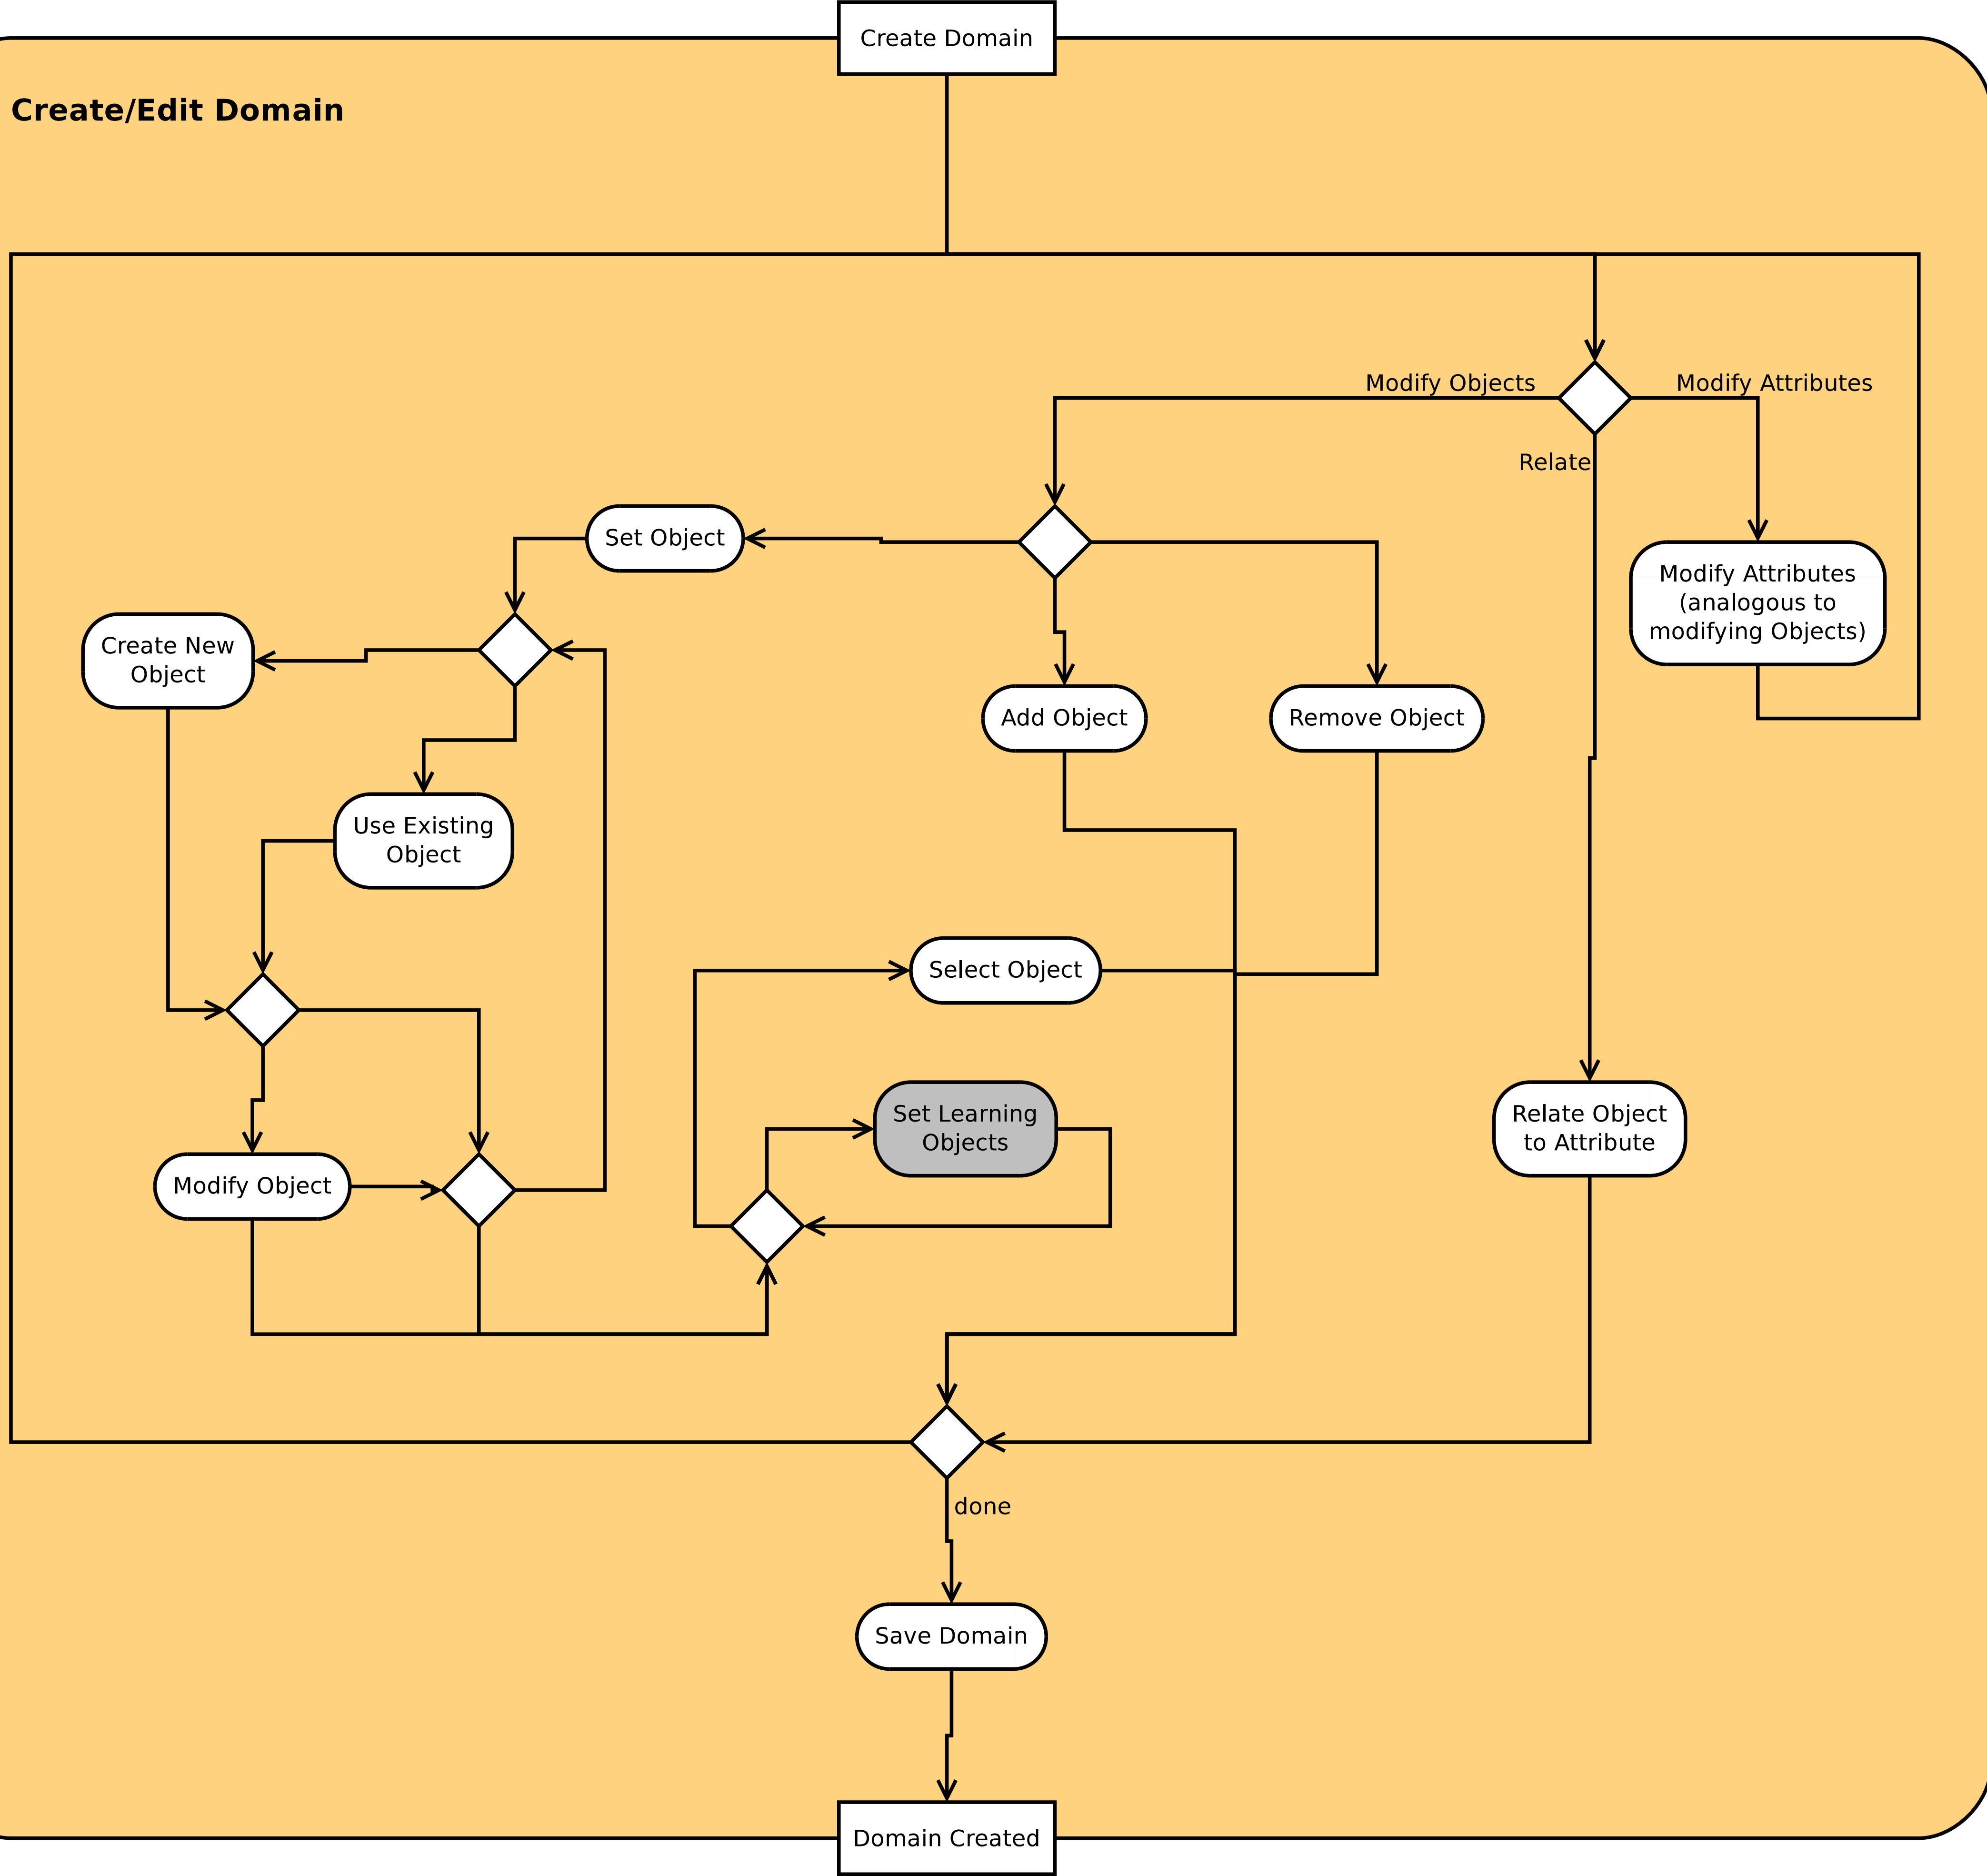 Create Domain
Create/Edit Domain
Modify Objects
Modify Attributes
Relate
Set Object
Modify Attributes
(analogous to
modifying Objects)
Create New
Object
Add Object
Remove Object
Use Existing
Object
Select Object
Set Learning
Objects
Relate Object
to Attribute
Modify Object
done
Save Domain
Domain Created